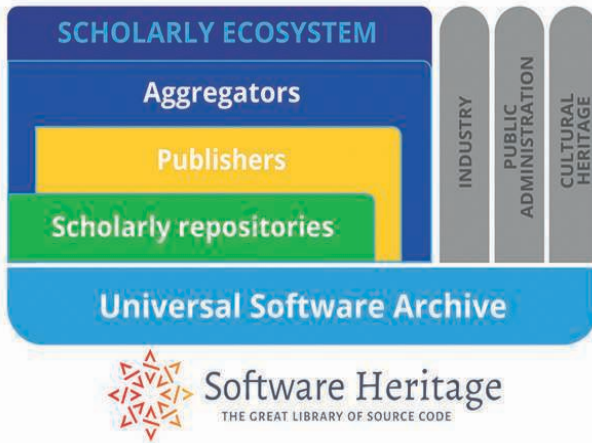 SCHOLARLY ECOSYSTEM
Aggregators
Publishers
Scholarly repositories
INDUSTRY
PUBLIC
ADMINISTRATION
CULTURAL
HERITAGE
Universal Software Archive
Software Heritage
THE GREAT LIBRARY OF SOURCE CODE